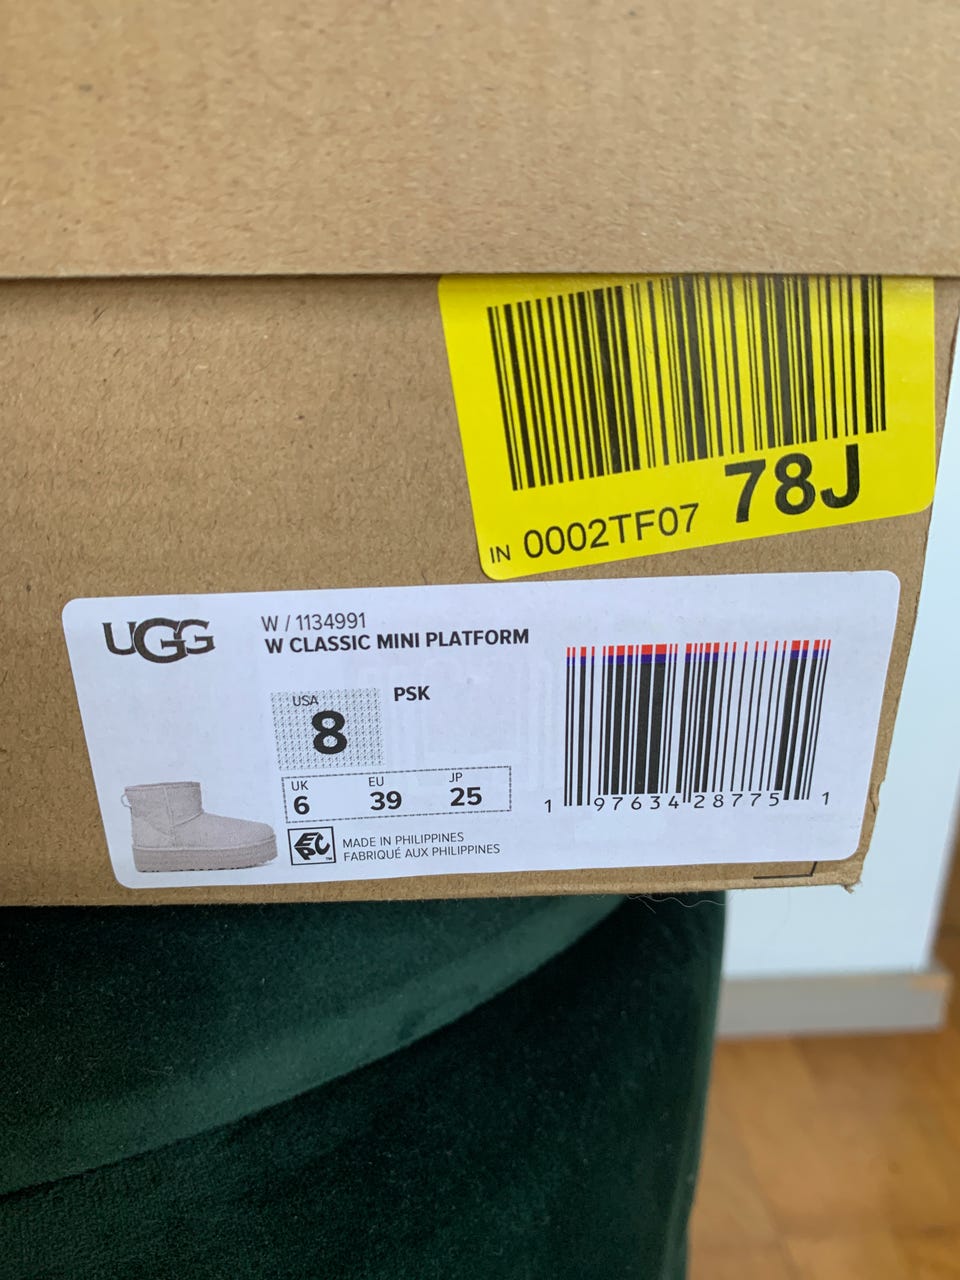 78J
IN 0002TF07
UGG
W / 1134991
W CLASSIC MINI PLATFORM
USA
8
PSK
UK EU JP
6 39 25
EPC™
MADE IN PHILIPPINES
FABRIQUÉ AUX PHILIPPINES
1 97634 28775 1